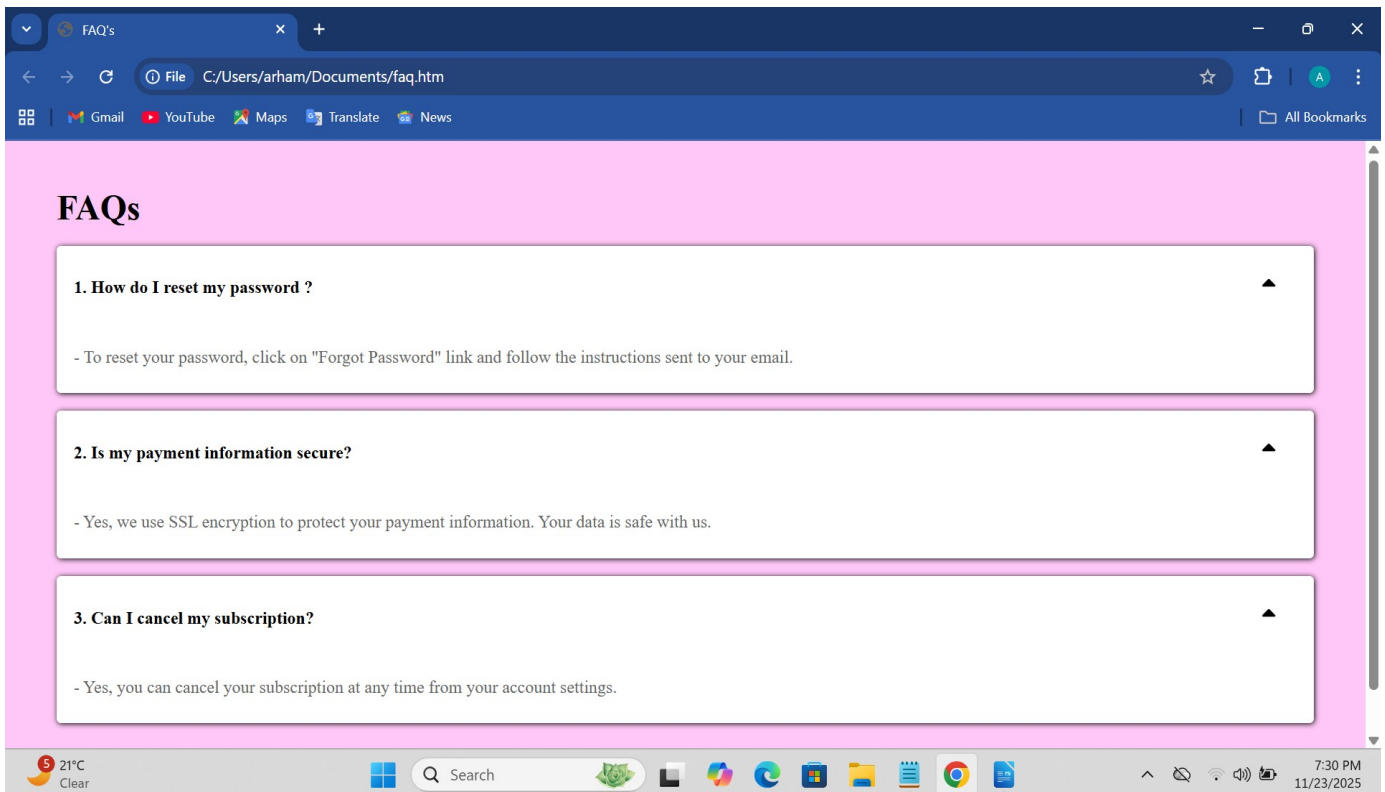 FAQ's
File C:/Users/arham/Documents/faq.htm
A
Gmail YouTube Maps Translate News All Bookmarks
FAQs
1. How do I reset my password ?
- To reset your password, click on "Forgot Password" link and follow the instructions sent to your email.
2. Is my payment information secure?
- Yes, we use SSL encryption to protect your payment information. Your data is safe with us.
3. Can I cancel my subscription?
- Yes, you can cancel your subscription at any time from your account settings.
5 21°C
Clear
Search
7:30 PM
11/23/2025